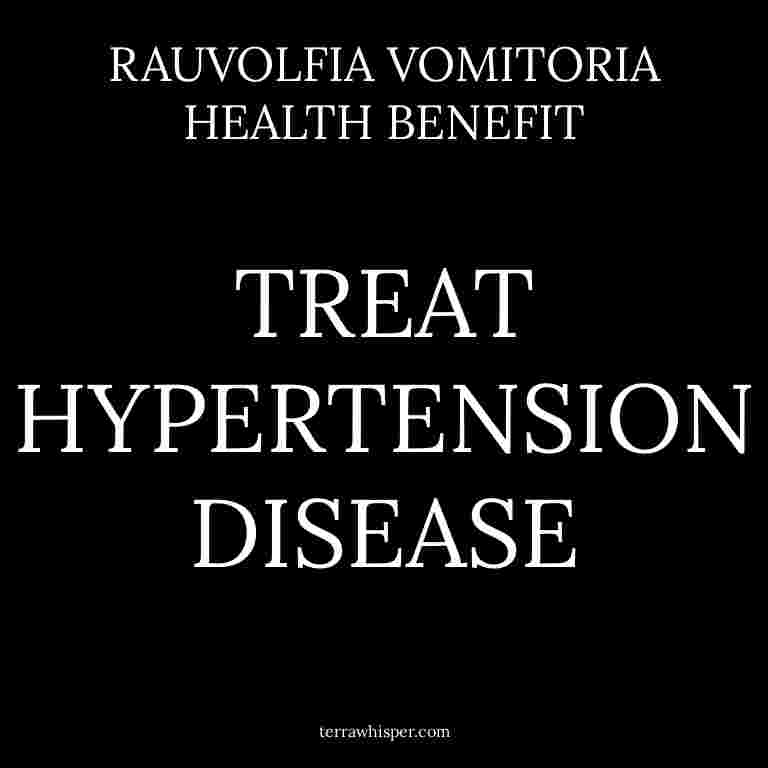 RAUVOLFIA VOMITORIA
HEALTH BENEFIT
TREAT
HYPERTENSION
DISEASE
terrawhisper.com